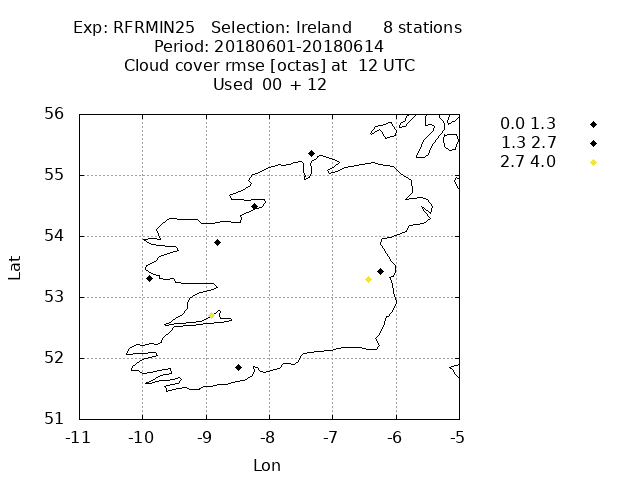 Exp: RFRMIN25 Selection: Ireland 8 stations
Period: 20180601-20180614
Cloud cover rmse [octas] at 12 UTC
Used 00 + 12
0.0 1.3
1.3 2.7
2.7 4.0
56
55
54
53
52
51
Lat
-11 -10 -9 -8 -7 -6 -5
Lon